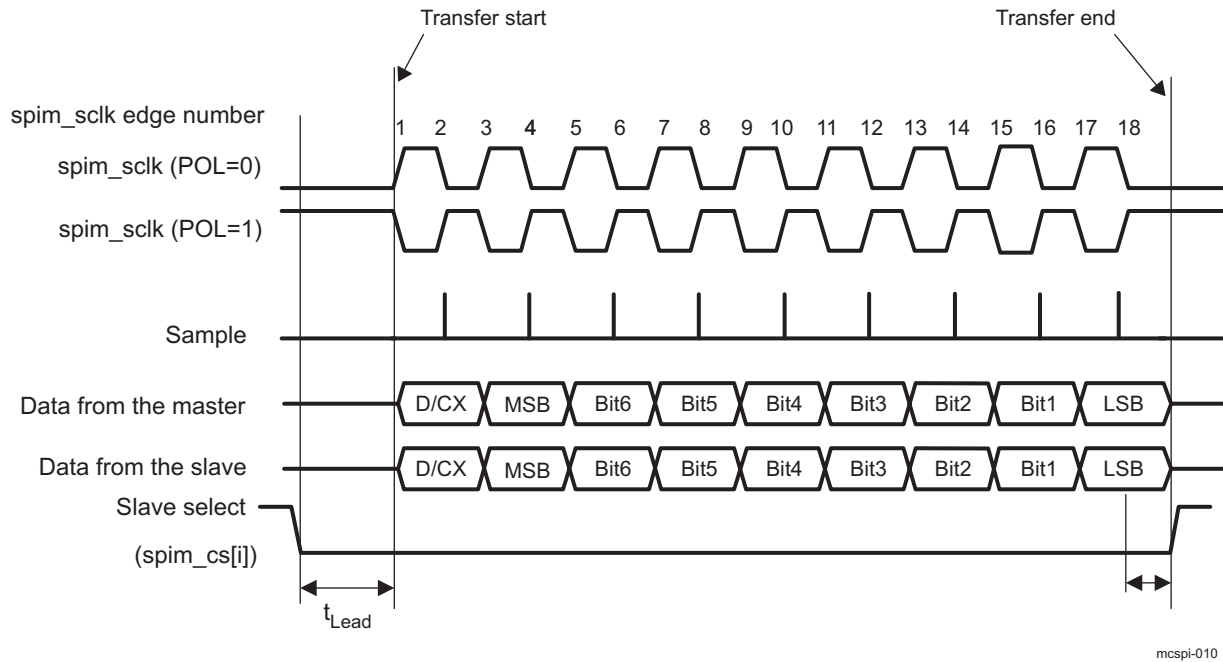 Transfer start
Transfer end
spim_sclk edge number
1 2 3 4 5 6 7 8 9 10 11 12 13 14 15 16 17 18
spim_sclk (POL=0)
spim_sclk (POL=1)
Sample
Data from the master
D/CX MSB Bit6 Bit5 Bit4 Bit3 Bit2 Bit1 LSB
Data from the slave
D/CX MSB Bit6 Bit5 Bit4 Bit3 Bit2 Bit1 LSB
Slave select
(spim_cs[i])
tLead
mcspi-010